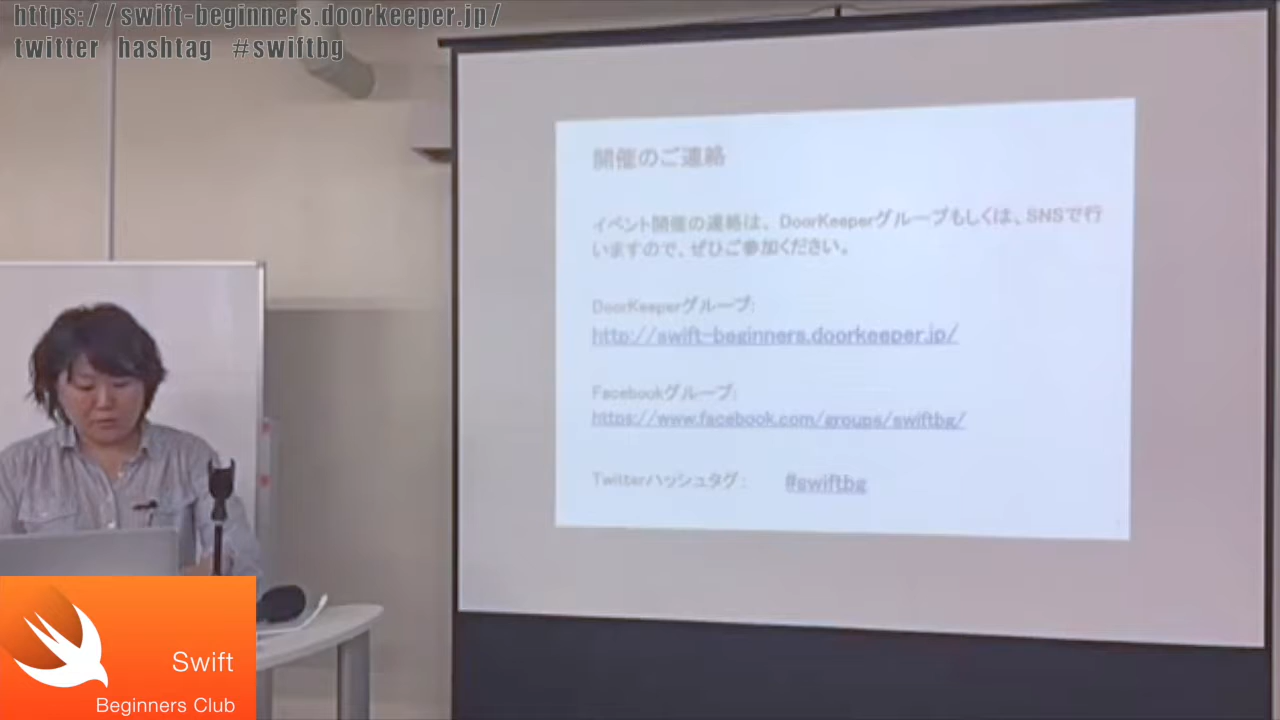 https://swift-beginners.doorkeeper.jp/
twitter hashtag #swiftbg
開催のご連絡
イベント開催の連絡は、DoorKeeperグループもしくは、SNSで行
いますので、ぜひご参加ください。
DoorKeeperグループ:
http://swift-beginners.doorkeeper.jp/
Facebookグループ:
https://www.facebook.com/groups/swiftbg/
Twitterハッシュタグ: #swiftbg
Swift
Beginners Club